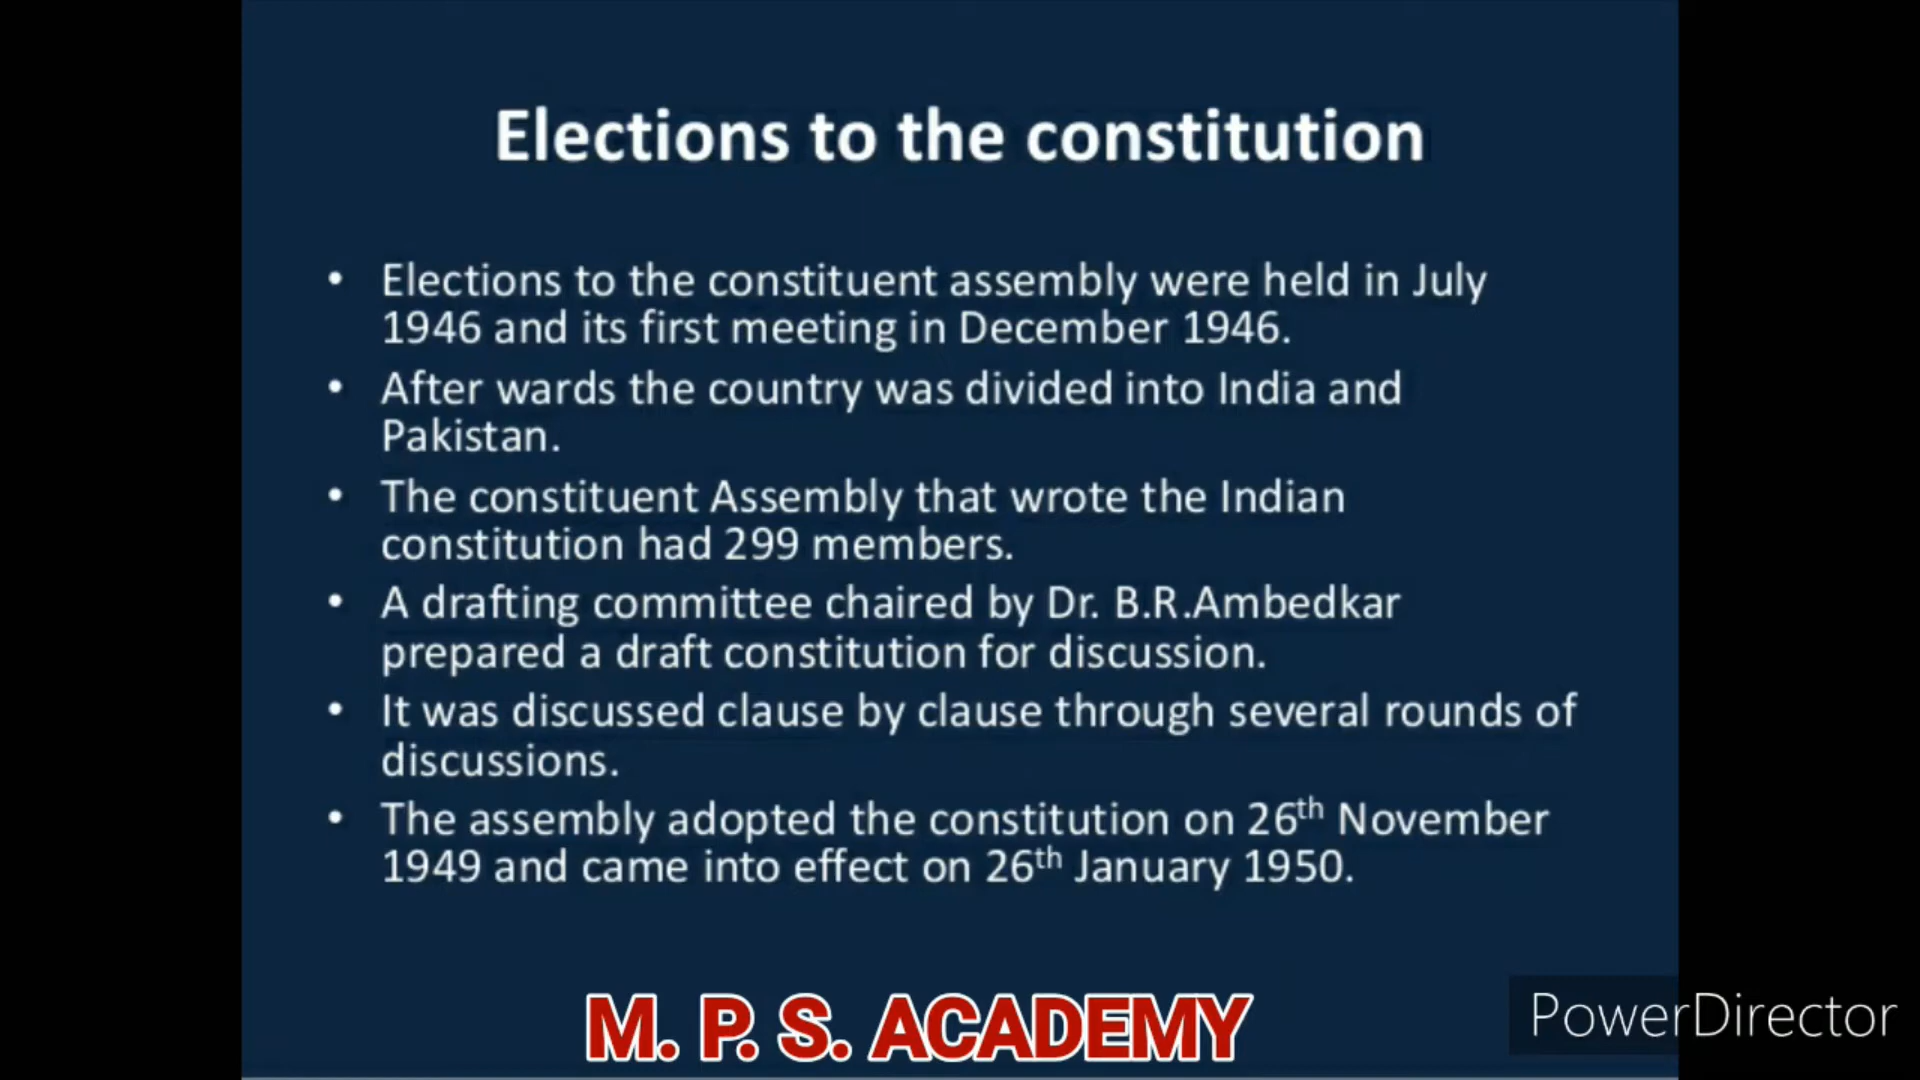 Elections to the constitution
• Elections to the constituent assembly were held in July
1946 and its first meeting in December 1946.
• After wards the country was divided into India and
Pakistan.
• The constituent Assembly that wrote the Indian
constitution had 299 members.
• A drafting committee chaired by Dr. B.R.Ambedkar
prepared a draft constitution for discussion.
• It was discussed clause by clause through several rounds of
discussions.
• The assembly adopted the constitution on 26th November
1949 and came into effect on 26th January 1950.
M. P. S. ACADEMY
PowerDirector